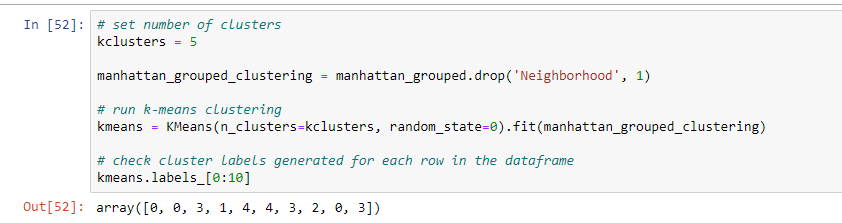 In [52]: # set number of clusters
kclusters = 5
manhattan_grouped_clustering = manhattan_grouped.drop('Neighborhood', 1)
# run k-means clustering
kmeans = KMeans(n_clusters=kclusters, random_state=0).fit(manhattan_grouped_clustering)
# check cluster labels generated for each row in the dataframe
kmeans.labels_[0:10]
Out[52]: array([0, 0, 3, 1, 4, 4, 3, 2, 0, 3])